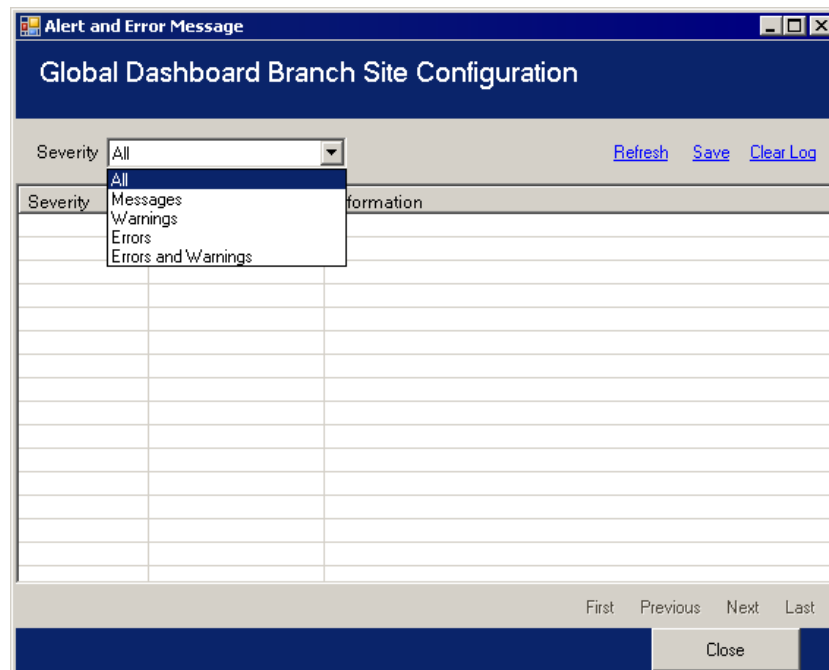 Alert and Error Message
Global Dashboard Branch Site Configuration
Severity All Refresh Save Clear Log
All
Severity formation
Messages
Warnings
Errors
Errors and Warnings
First Previous Next Last
Close